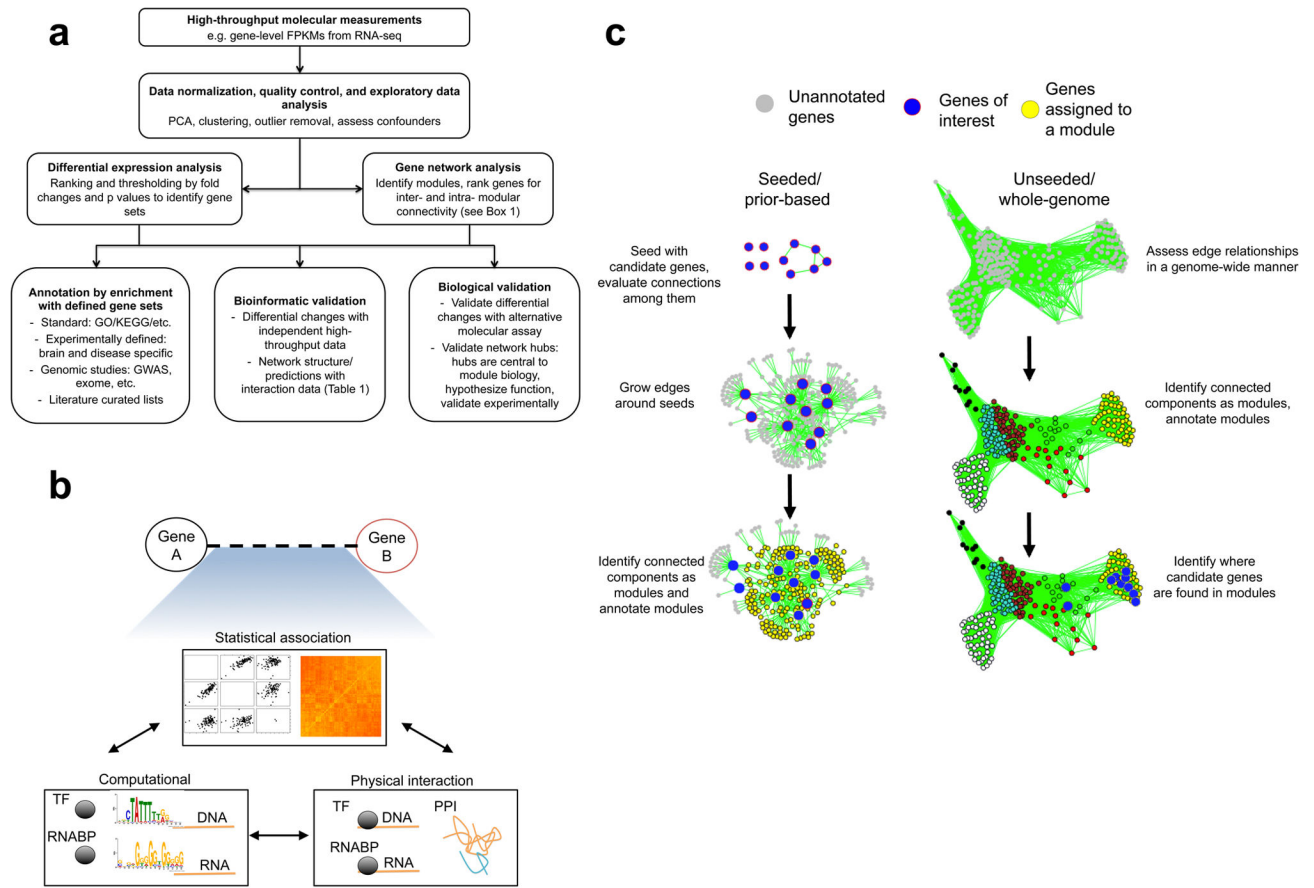 a
High-throughput molecular measurements
e.g. gene-level FPKMs from RNA-seq
Data normalization, quality control, and exploratory data
analysis
PCA, clustering, outlier removal, assess confounders
Differential expression analysis
Ranking and thresholding by fold
changes and p values to identify gene
sets
Gene network analysis
Identify modules, rank genes for
inter- and intra- modular
connectivity (see Box 1)
Annotation by enrichment
with defined gene sets
- Standard: GO/KEGG/etc.
- Experimentally defined:
brain and disease specific
- Genomic studies: GWAS,
exome, etc.
- Literature curated lists
Bioinformatic validation
- Differential changes with
independent high-
throughput data
- Network structure/
predictions with
interaction data (Table 1)
Biological validation
- Validate differential
changes with alternative
molecular assay
- Validate network hubs:
hubs are central to
module biology,
hypothesize function,
validate experimentally
b
Gene
A
Gene
B
Statistical association
Computational
TF
DNA
RNABP
RNA
Physical interaction
TF
DNA
PPI
RNABP
RNA
c
Unannotated
genes
Genes of
interest
Genes
assigned to
a module
Seeded/
prior-based
Unseeded/
whole-genome
Seed with
candidate genes,
evaluate connections
among them
Assess edge relationships
in a genome-wide manner
Grow edges
around seeds
Identify connected
components as modules,
annotate modules
Identify connected
components as
modules and
annotate modules
Identify where
candidate genes
are found in modules